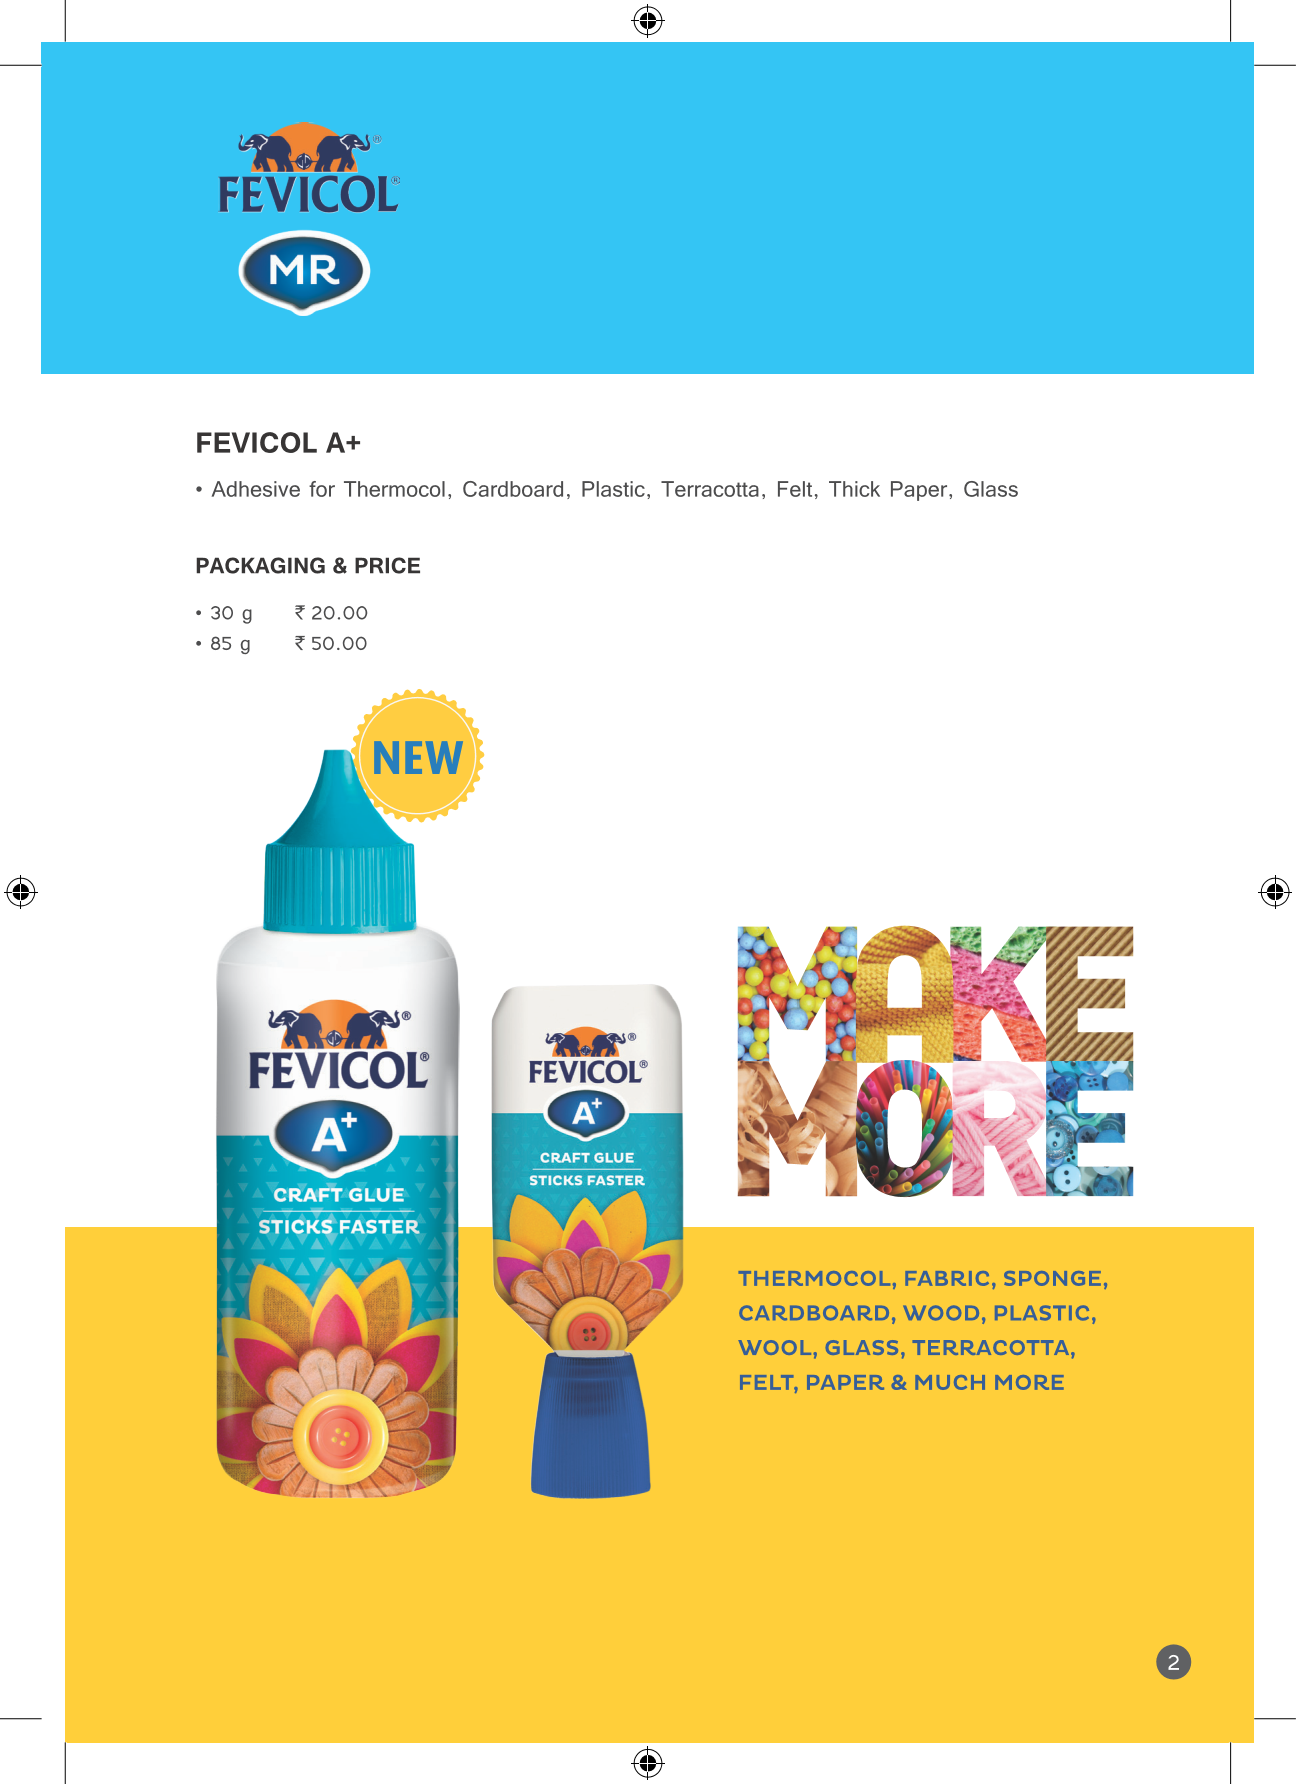 FEVICOL®
MR
FEVICOL A+
• Adhesive for Thermocol, Cardboard, Plastic, Terracotta, Felt, Thick Paper, Glass
PACKAGING & PRICE
• 30 g ₹ 20.00
• 85 g ₹ 50.00
NEW
FEVICOL®
A+
CRAFT GLUE
STICKS FASTER
FEVICOL®
A+
CRAFT GLUE
STICKS FASTER
MAKE
MORE
THERMOCOL, FABRIC, SPONGE,
CARDBOARD, WOOD, PLASTIC,
WOOL, GLASS, TERRACOTTA,
FELT, PAPER & MUCH MORE
2